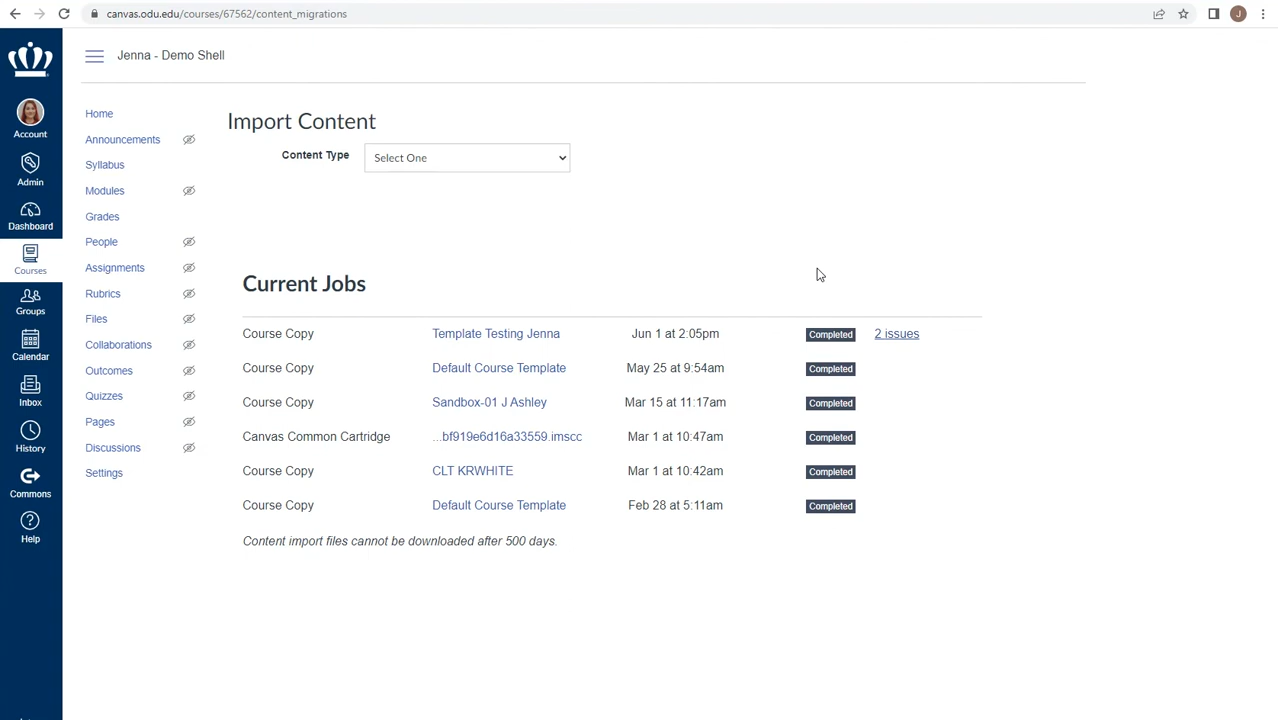 canvas.odu.edu/courses/67562/content_migrations
J
Jenna - Demo Shell
Account
Admin
Dashboard
Courses
Groups
Calendar
Inbox
History
Commons
Help
Home
Announcements
Syllabus
Modules
Grades
People
Assignments
Rubrics
Files
Collaborations
Outcomes
Quizzes
Pages
Discussions
Settings
Import Content
Content Type Select One
Current Jobs
Course Copy Template Testing Jenna Jun 1 at 2:05pm Completed 2 issues
Course Copy Default Course Template May 25 at 9:54am Completed
Course Copy Sandbox-01 J Ashley Mar 15 at 11:17am Completed
Canvas Common Cartridge ...bf919e6d16a33559.imscc Mar 1 at 10:47am Completed
Course Copy CLT KRWHITE Mar 1 at 10:42am Completed
Course Copy Default Course Template Feb 28 at 5:11am Completed
Content import files cannot be downloaded after 500 days.